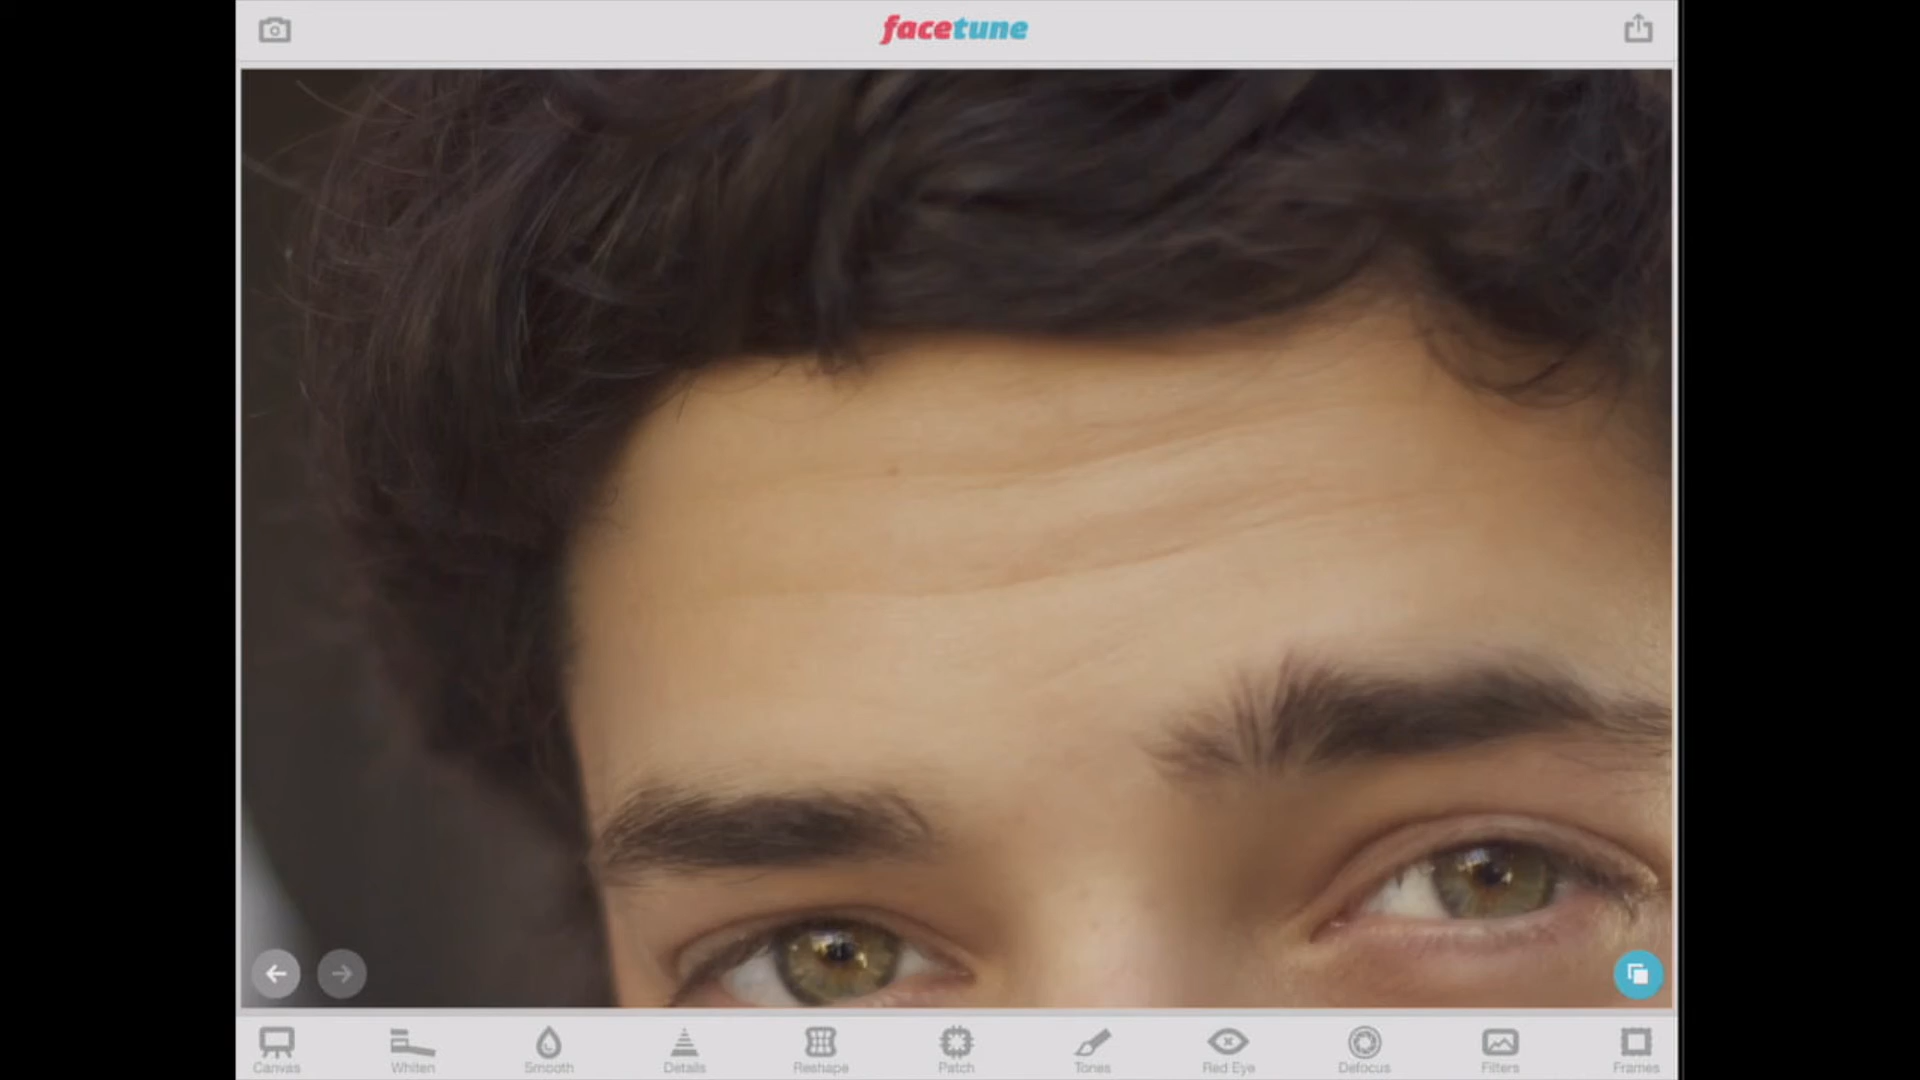 facetune
Canvas
Whiten
Smooth
Details
Reshape
Patch
Tones
Red Eye
Defocus
Filters
Frames